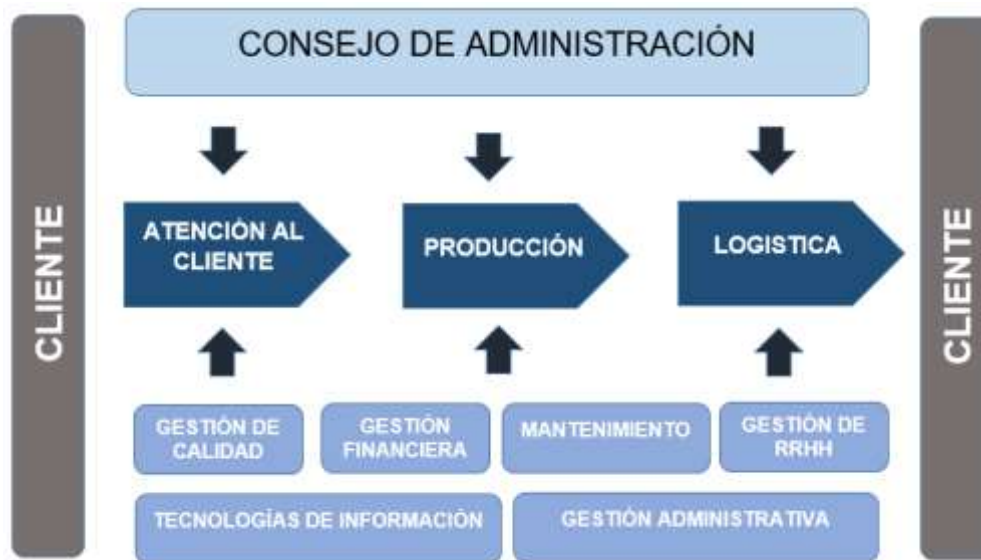 CONSEJO DE ADMINISTRACIÓN
CLIENTE
ATENCIÓN AL
CLIENTE
PRODUCCIÓN
LOGISTICA
CLIENTE
GESTIÓN DE
CALIDAD
GESTIÓN
FINANCIERA
MANTENIMIENTO
GESTIÓN DE
RRHH
TECNOLOGÍAS DE INFORMACIÓN
GESTIÓN ADMINISTRATIVA